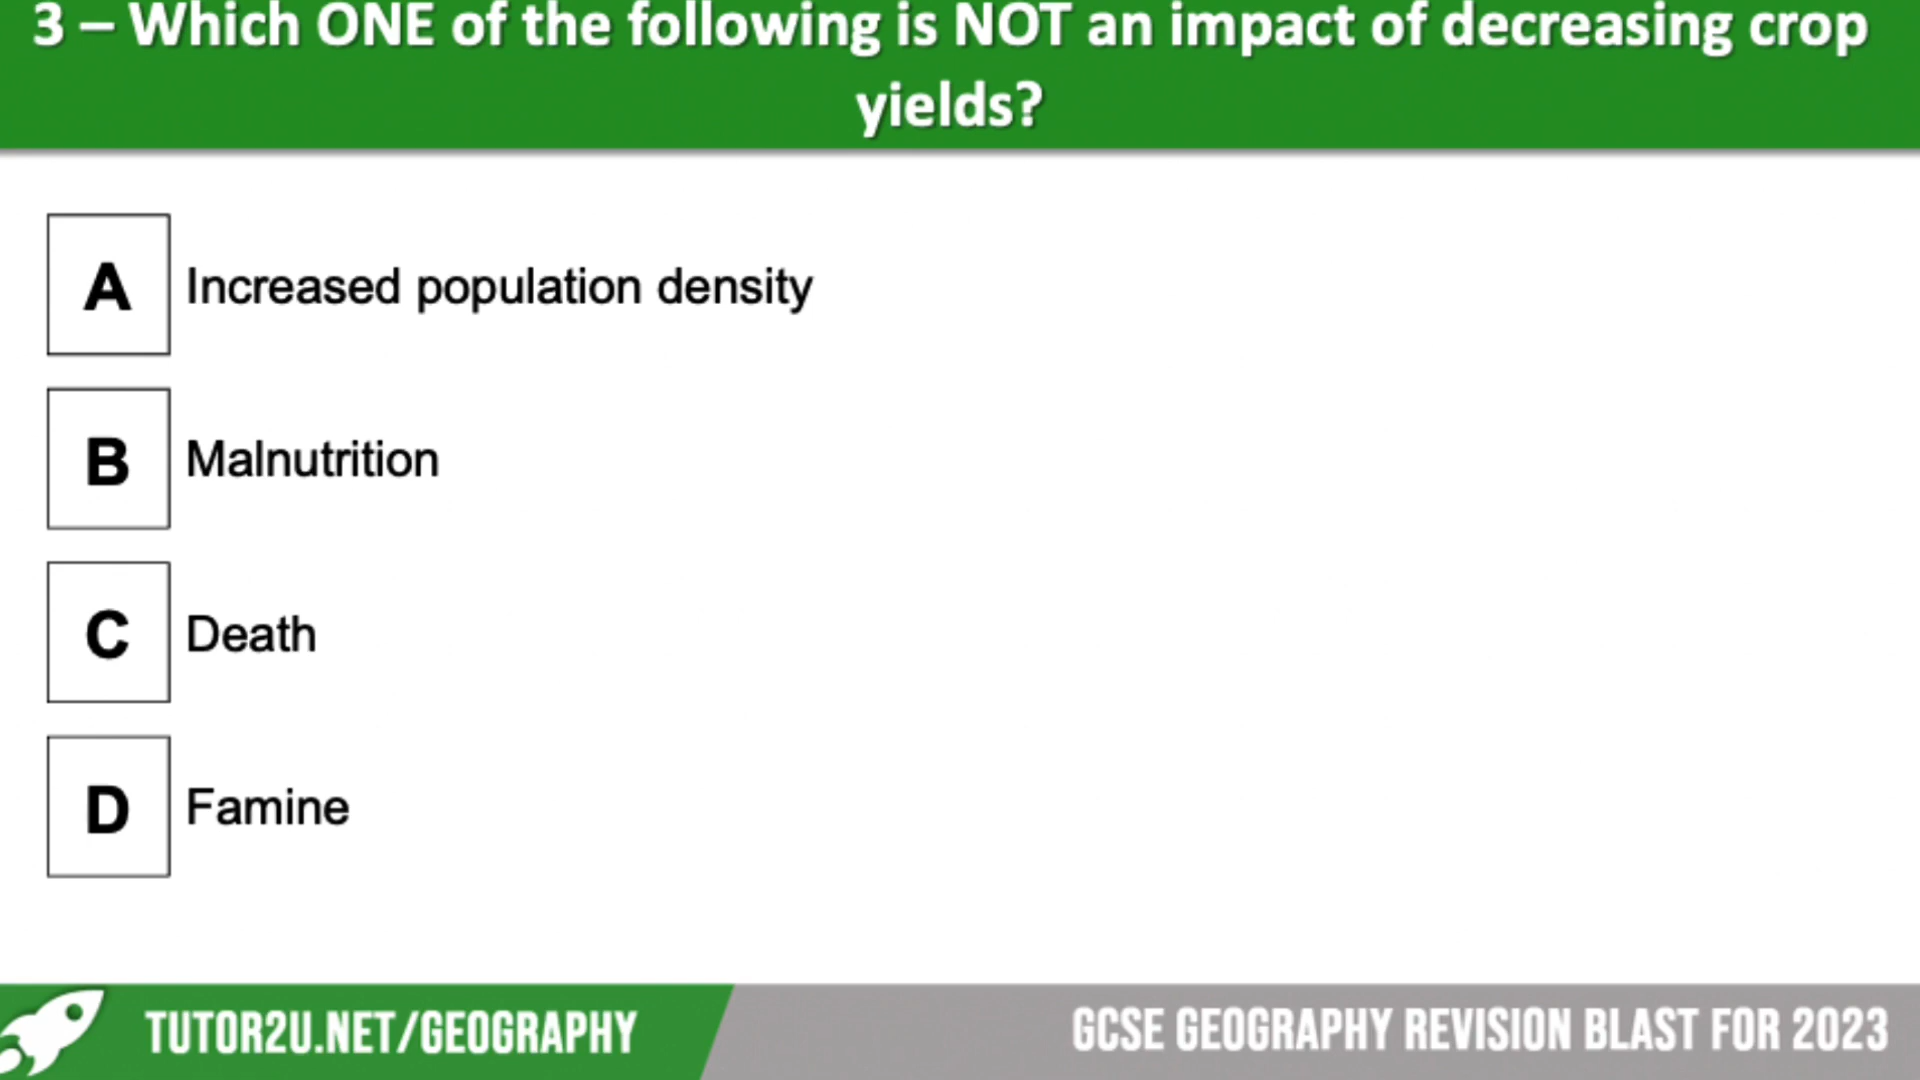 3 – Which ONE of the following is NOT an impact of decreasing crop
yields?
A Increased population density
B Malnutrition
C Death
D Famine
TUTOR2U.NET/GEOGRAPHY
GCSE GEOGRAPHY REVISION BLAST FOR 2023